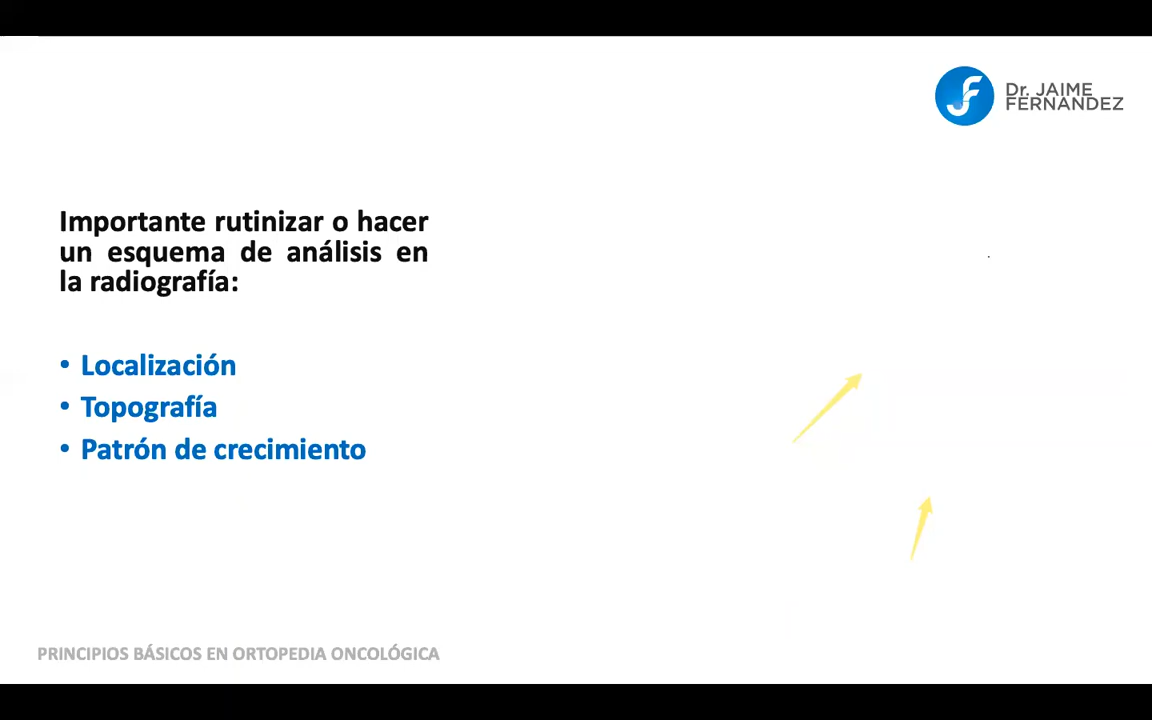 Dr. JAIME
FERNANDEZ
Importante rutinizar o hacer
un esquema de análisis en
la radiografía:
• Localización
• Topografía
• Patrón de crecimiento
PRINCIPIOS BÁSICOS EN ORTOPEDIA ONCOLÓGICA